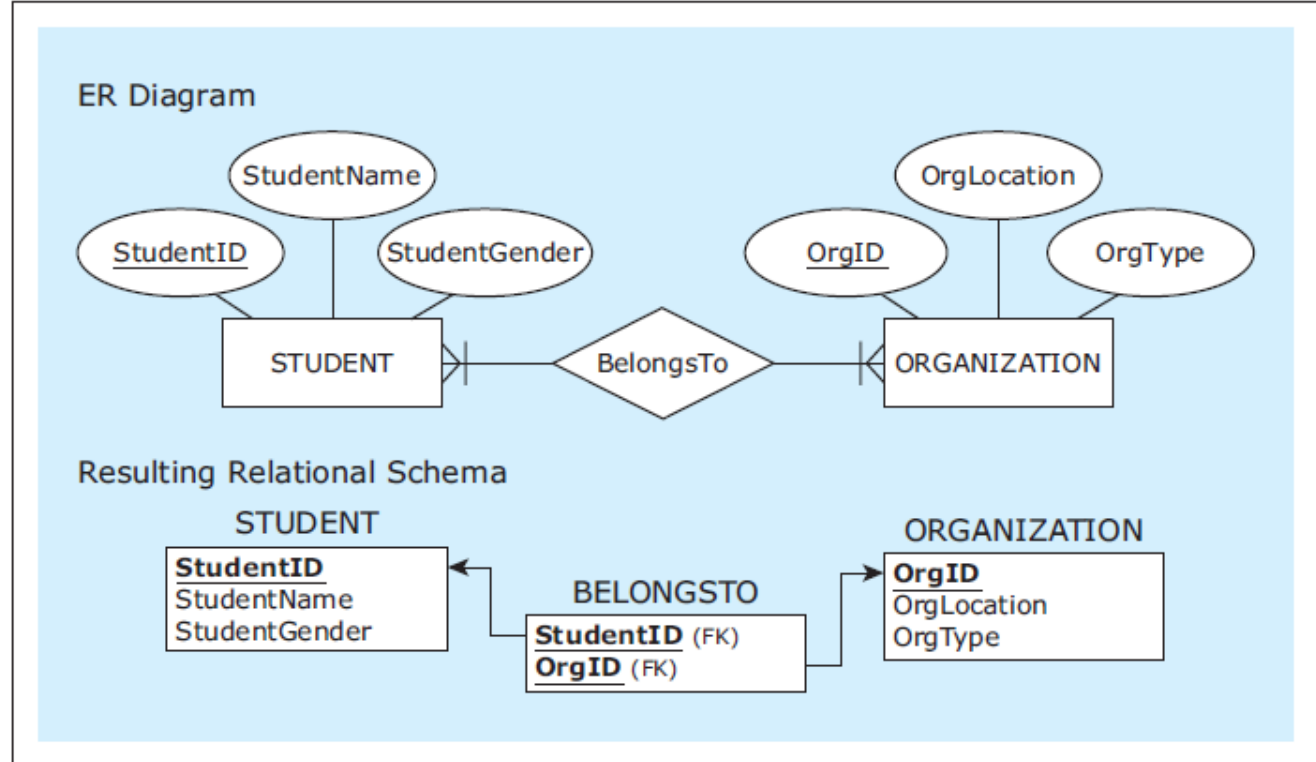 ER Diagram
StudentName
OrgLocation
StudentID
StudentGender
OrgID
OrgType
STUDENT
BelongsTo
ORGANIZATION
Resulting Relational Schema
STUDENT
StudentID
StudentName
StudentGender
BELONGSTO
StudentID (FK)
OrgID (FK)
ORGANIZATION
OrgID
OrgLocation
OrgType